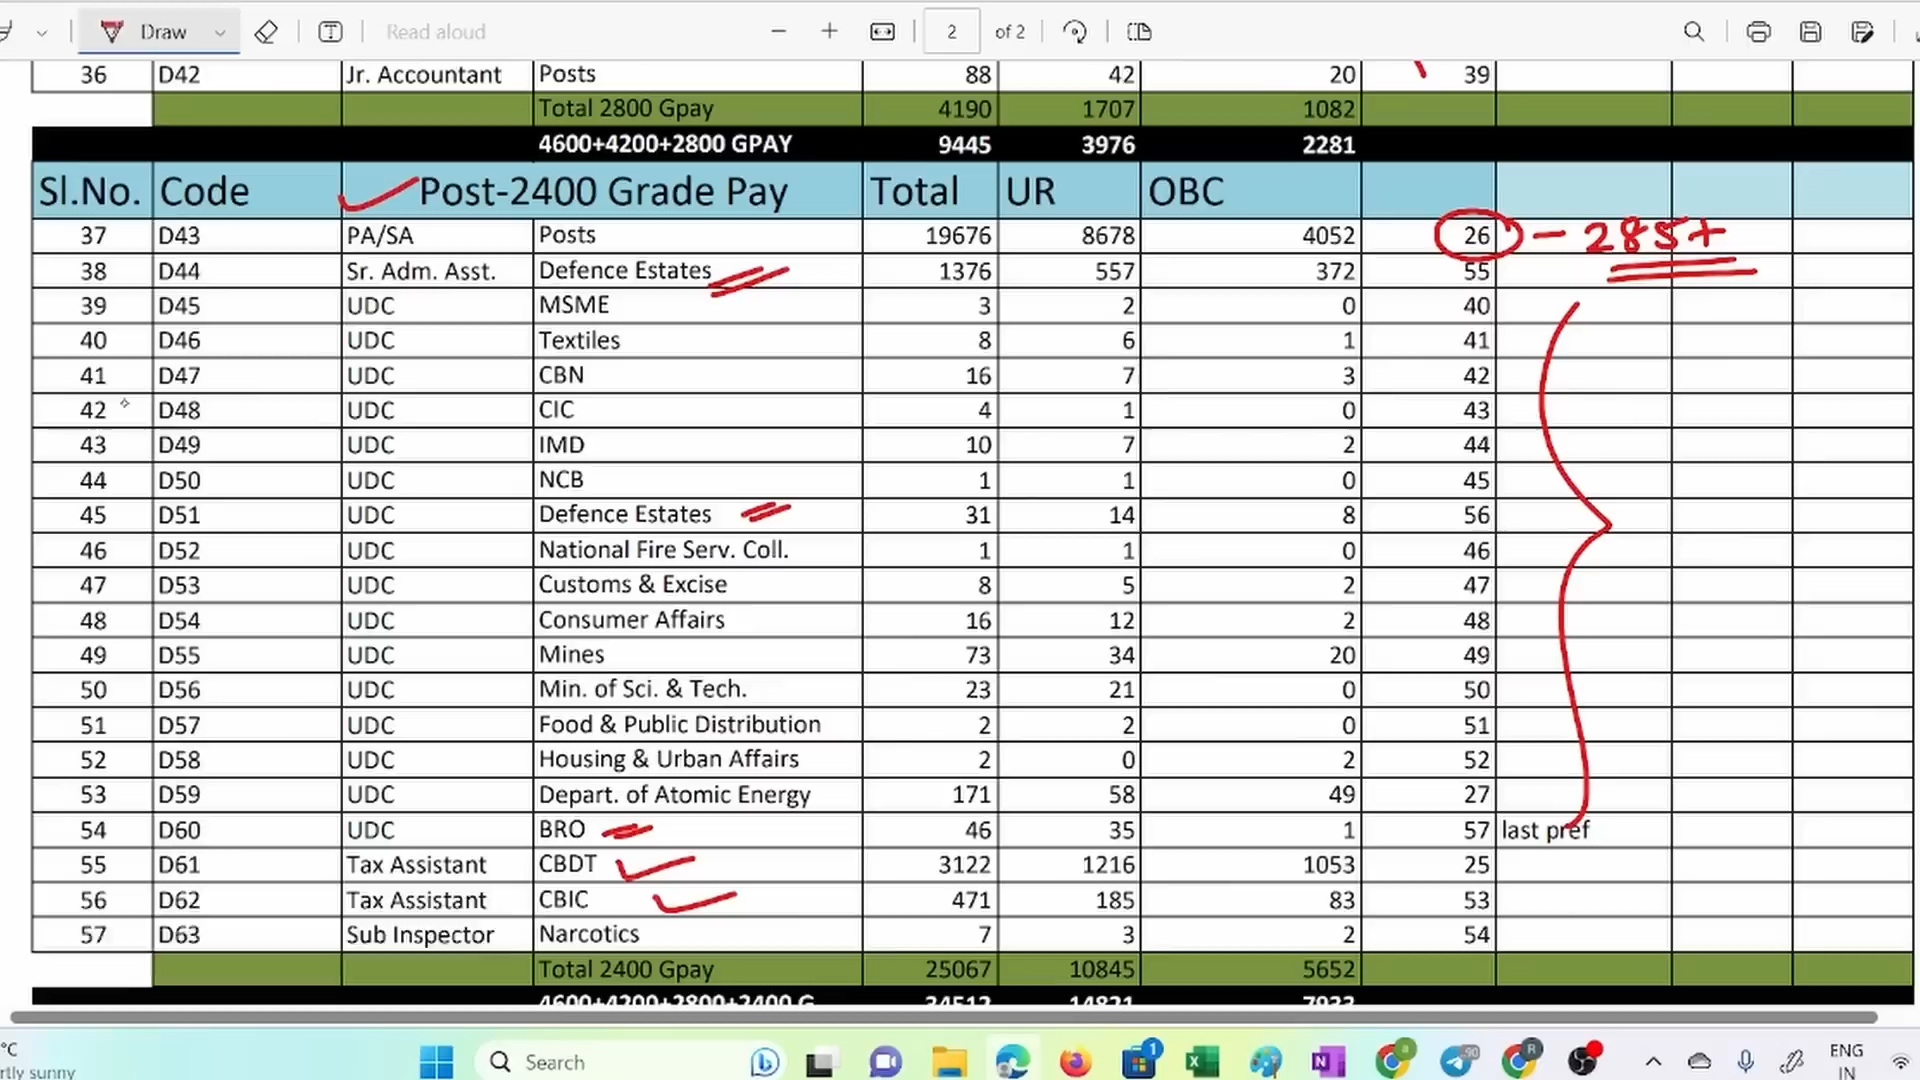 Draw Read aloud 2 of 2
36 D42 Jr. Accountant Posts 88 42 20 39
Total 2800 Gpay 4190 1707 1082
4600+4200+2800 GPAY 9445 3976 2281
Sl.No. Code Post-2400 Grade Pay Total UR OBC
37 D43 PA/SA Posts 19676 8678 4052 26 - 285+
38 D44 Sr. Adm. Asst. Defence Estates 1376 557 372 55
39 D45 UDC MSME 3 2 0 40
40 D46 UDC Textiles 8 6 1 41
41 D47 UDC CBN 16 7 3 42
42 D48 UDC CIC 4 1 0 43
43 D49 UDC IMD 10 7 2 44
44 D50 UDC NCB 1 1 0 45
45 D51 UDC Defence Estates 31 14 8 56
46 D52 UDC National Fire Serv. Coll. 1 1 0 46
47 D53 UDC Customs & Excise 8 5 2 47
48 D54 UDC Consumer Affairs 16 12 2 48
49 D55 UDC Mines 73 34 20 49
50 D56 UDC Min. of Sci. & Tech. 23 21 0 50
51 D57 UDC Food & Public Distribution 2 2 0 51
52 D58 UDC Housing & Urban Affairs 2 0 2 52
53 D59 UDC Depart. of Atomic Energy 171 58 49 27
54 D60 UDC BRO 46 35 1 57 last pref
55 D61 Tax Assistant CBDT 3122 1216 1053 25
56 D62 Tax Assistant CBIC 471 185 83 53
57 D63 Sub Inspector Narcotics 7 3 2 54
Total 2400 Gpay 25067 10845 5652
4600+4200+2800+2400 G 34512 14821 7933
°C
rtly sunny
Search
1
a
90
R
ENG
IN